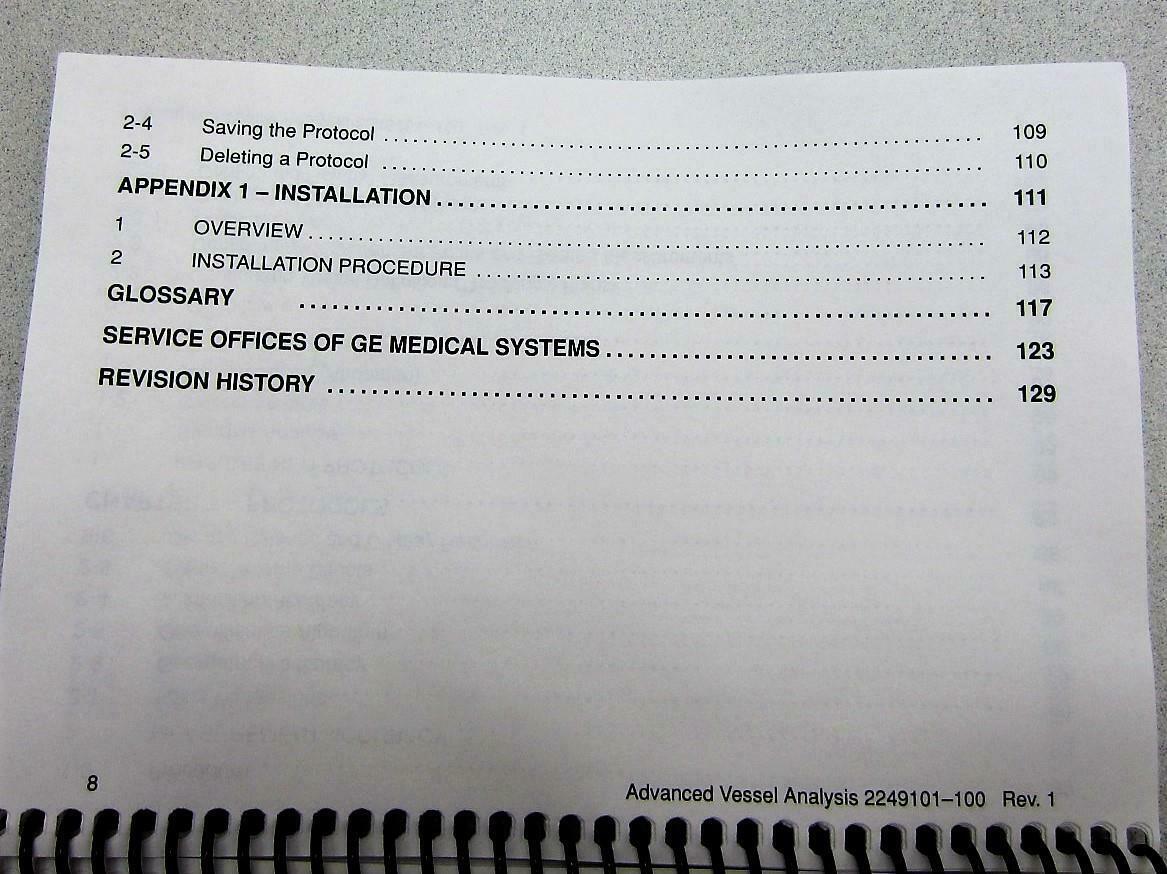 2-4 Saving the Protocol ........................................ 109
2-5 Deleting a Protocol ........................................ 110
APPENDIX 1 – INSTALLATION ........................................ 111
1 OVERVIEW ........................................ 112
2 INSTALLATION PROCEDURE ........................................ 113
GLOSSARY ........................................ 117
SERVICE OFFICES OF GE MEDICAL SYSTEMS ........................................ 123
REVISION HISTORY ........................................ 129
8 Advanced Vessel Analysis 2249101–100 Rev. 1